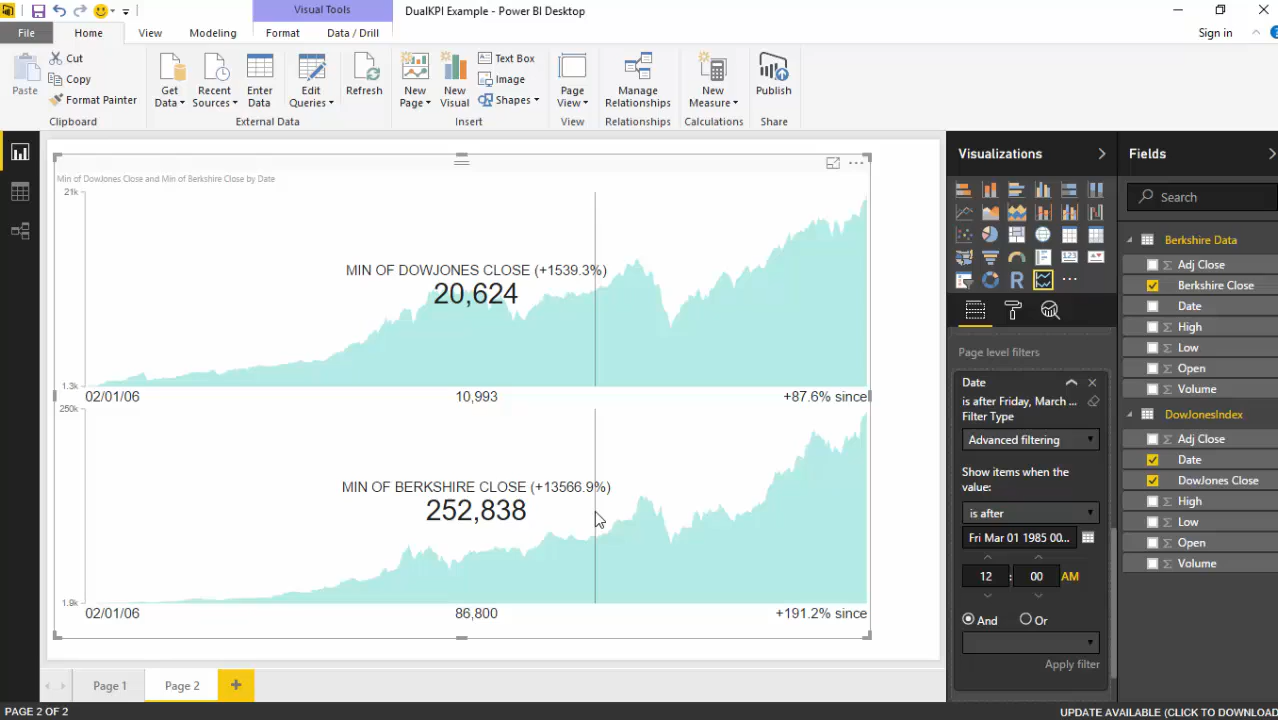 Visual Tools
DualKPI Example - Power BI Desktop
File
Home
View
Modeling
Format
Data / Drill
Sign in
Paste
Cut
Copy
Format Painter
Clipboard
Get Data
Recent Sources
Enter Data
Edit Queries
Refresh
External Data
New Page
New Visual
Text Box
Image
Shapes
Insert
Page View
View
Manage Relationships
Relationships
New Measure
Calculations
Publish
Share
Min of DowJones Close and Min of Berkshire Close by Date
21k
MIN OF DOWJONES CLOSE (+1539.3%)
20,624
1.3k
02/01/06
10,993
+87.6% since
250k
MIN OF BERKSHIRE CLOSE (+13566.9%)
252,838
1.9k
02/01/06
86,800
+191.2% since
Visualizations
R
123
Page level filters
Date
is after Friday, March ...
Filter Type
Advanced filtering
Show items when the
value:
is after
Fri Mar 01 1985 00...
12 : 00 AM
And
Or
Apply filter
Fields
Search
Berkshire Data
Σ Adj Close
Berkshire Close
Date
Σ High
Σ Low
Σ Open
Σ Volume
DowJonesIndex
Σ Adj Close
Date
DowJones Close
Σ High
Σ Low
Σ Open
Σ Volume
Page 1
Page 2
+
PAGE 2 OF 2
UPDATE AVAILABLE (CLICK TO DOWNLOAD